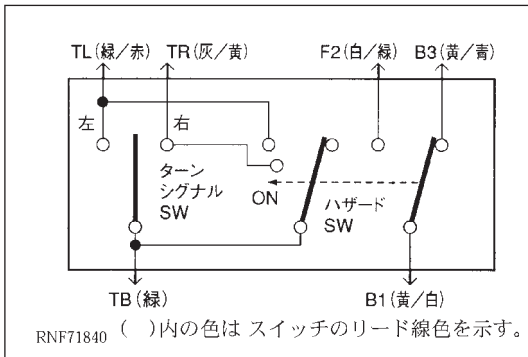 TL(緑/赤) TR(灰/黄) F2(白/緑) B3(黄/青)
左 右
ターン
シグナル
SW
ON
ハザード
SW
TB(緑) B1(黄/白)
RNF71840 ( )内の色は スイッチのリード線色を示す。